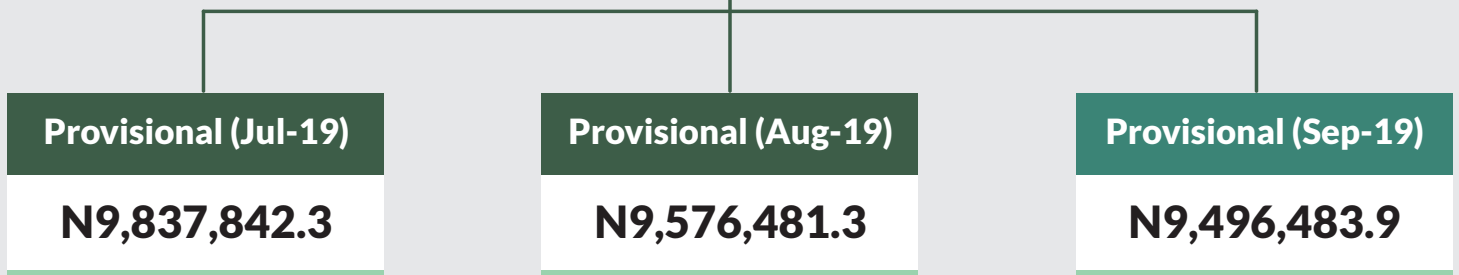 Provisional (Jul-19)
Provisional (Aug-19)
Provisional (Sep-19)
N9,837,842.3
N9,576,481.3
N9,496,483.9